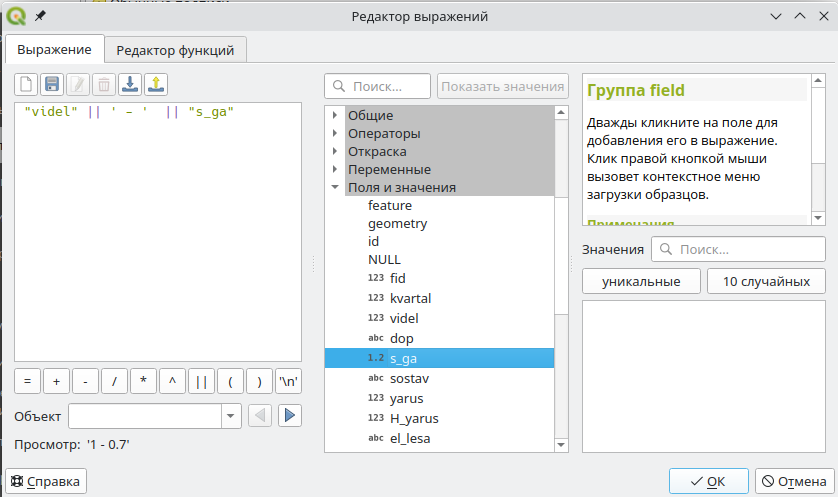 Редактор выражений
Выражение
Редактор функций
"videl" || ' - ' || "s_ga"
Поиск...
Показать значения
Общие
Операторы
Откраска
Переменные
Поля и значения
feature
geometry
id
NULL
123 fid
123 kvartal
123 videl
abc dop
1.2 s_ga
abc sostav
123 yarus
123 H_yarus
abc el_lesa
Группа field
Дважды кликните на поле для
добавления его в выражение.
Клик правой кнопкой мыши
вызовет контекстное меню
загрузки образцов.
Примечания
Значения
Поиск...
уникальные
10 случайных
= + - / * ^ || ( ) '\n'
Объект
Просмотр: '1 - 0.7'
Справка
OK
Отмена